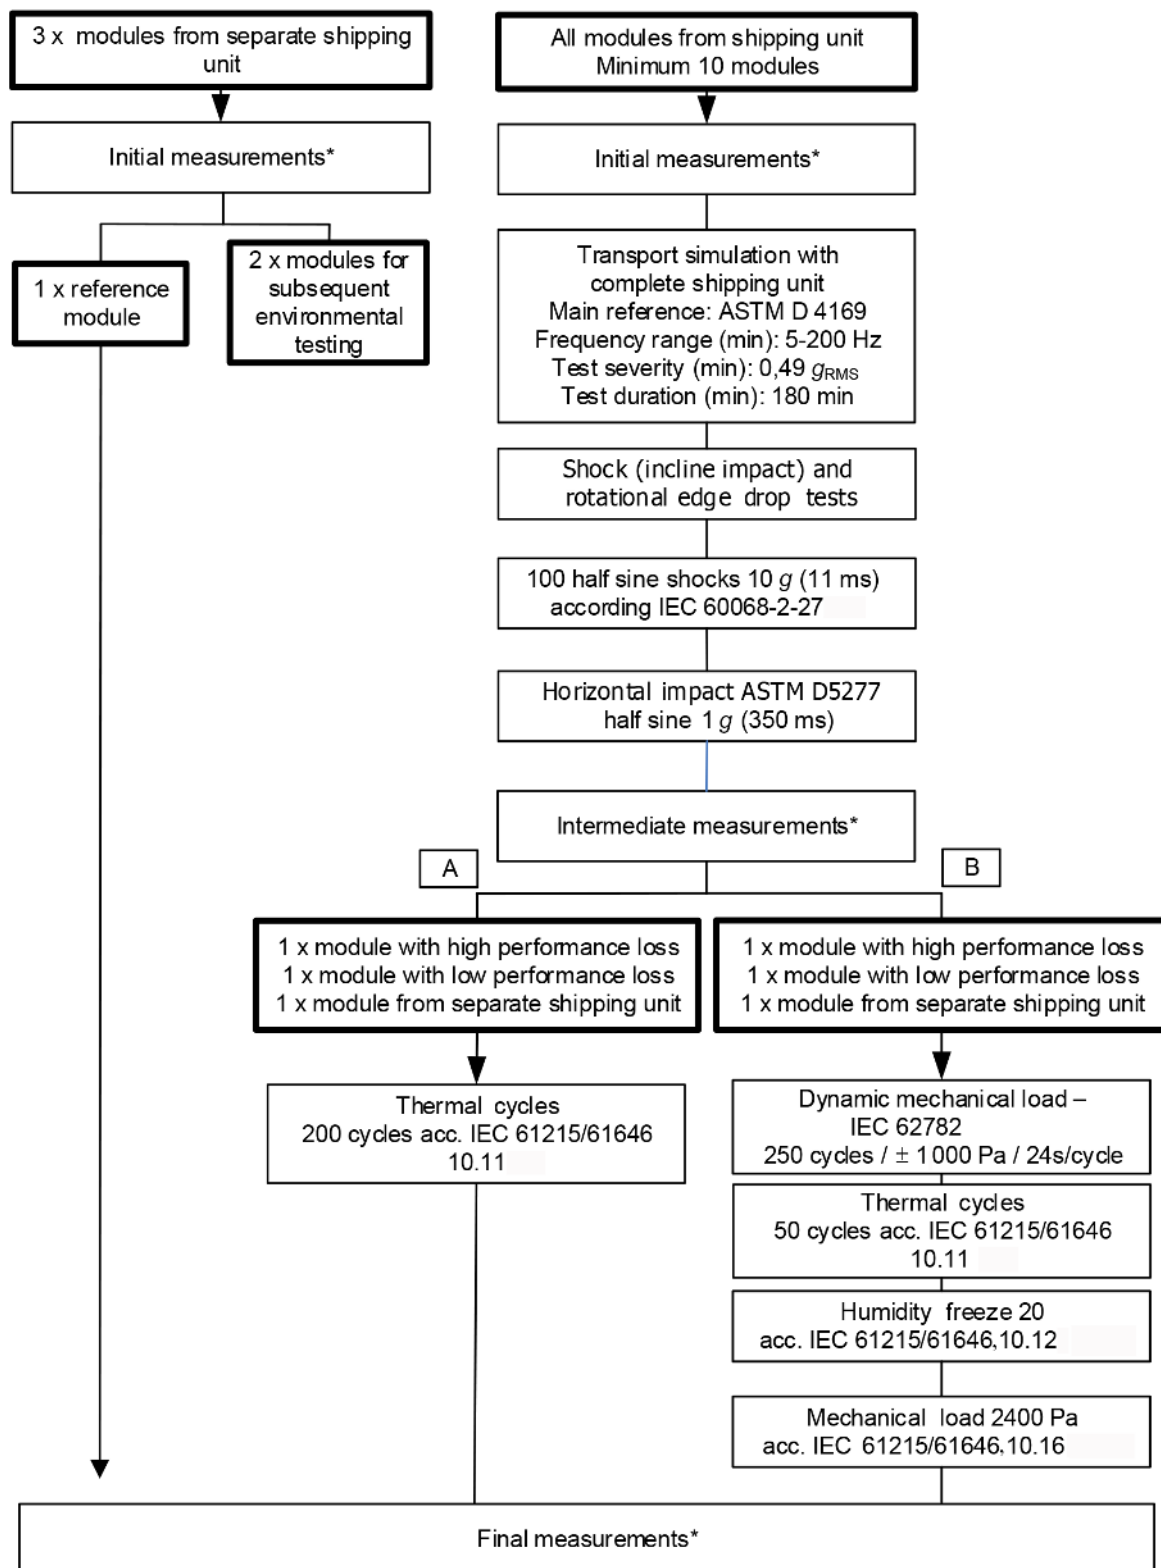 3 x modules from separate shipping
unit
All modules from shipping unit
Minimum 10 modules
Initial measurements*
Initial measurements*
1 x reference
module
2 x modules for
subsequent
environmental
testing
Transport simulation with
complete shipping unit
Main reference: ASTM D 4169
Frequency range (min): 5-200 Hz
Test severity (min): 0,49 gRMS
Test duration (min): 180 min
Shock (incline impact) and
rotational edge drop tests
100 half sine shocks 10 g (11 ms)
according IEC 60068-2-27
Horizontal impact ASTM D5277
half sine 1 g (350 ms)
Intermediate measurements*
A
B
1 x module with high performance loss
1 x module with low performance loss
1 x module from separate shipping unit
1 x module with high performance loss
1 x module with low performance loss
1 x module from separate shipping unit
Thermal cycles
200 cycles acc. IEC 61215/61646
10.11
Dynamic mechanical load –
IEC 62782
250 cycles / ± 1000 Pa / 24s/cycle
Thermal cycles
50 cycles acc. IEC 61215/61646
10.11
Humidity freeze 20
acc. IEC 61215/61646,10.12
Mechanical load 2400 Pa
acc. IEC 61215/61646,10.16
Final measurements*